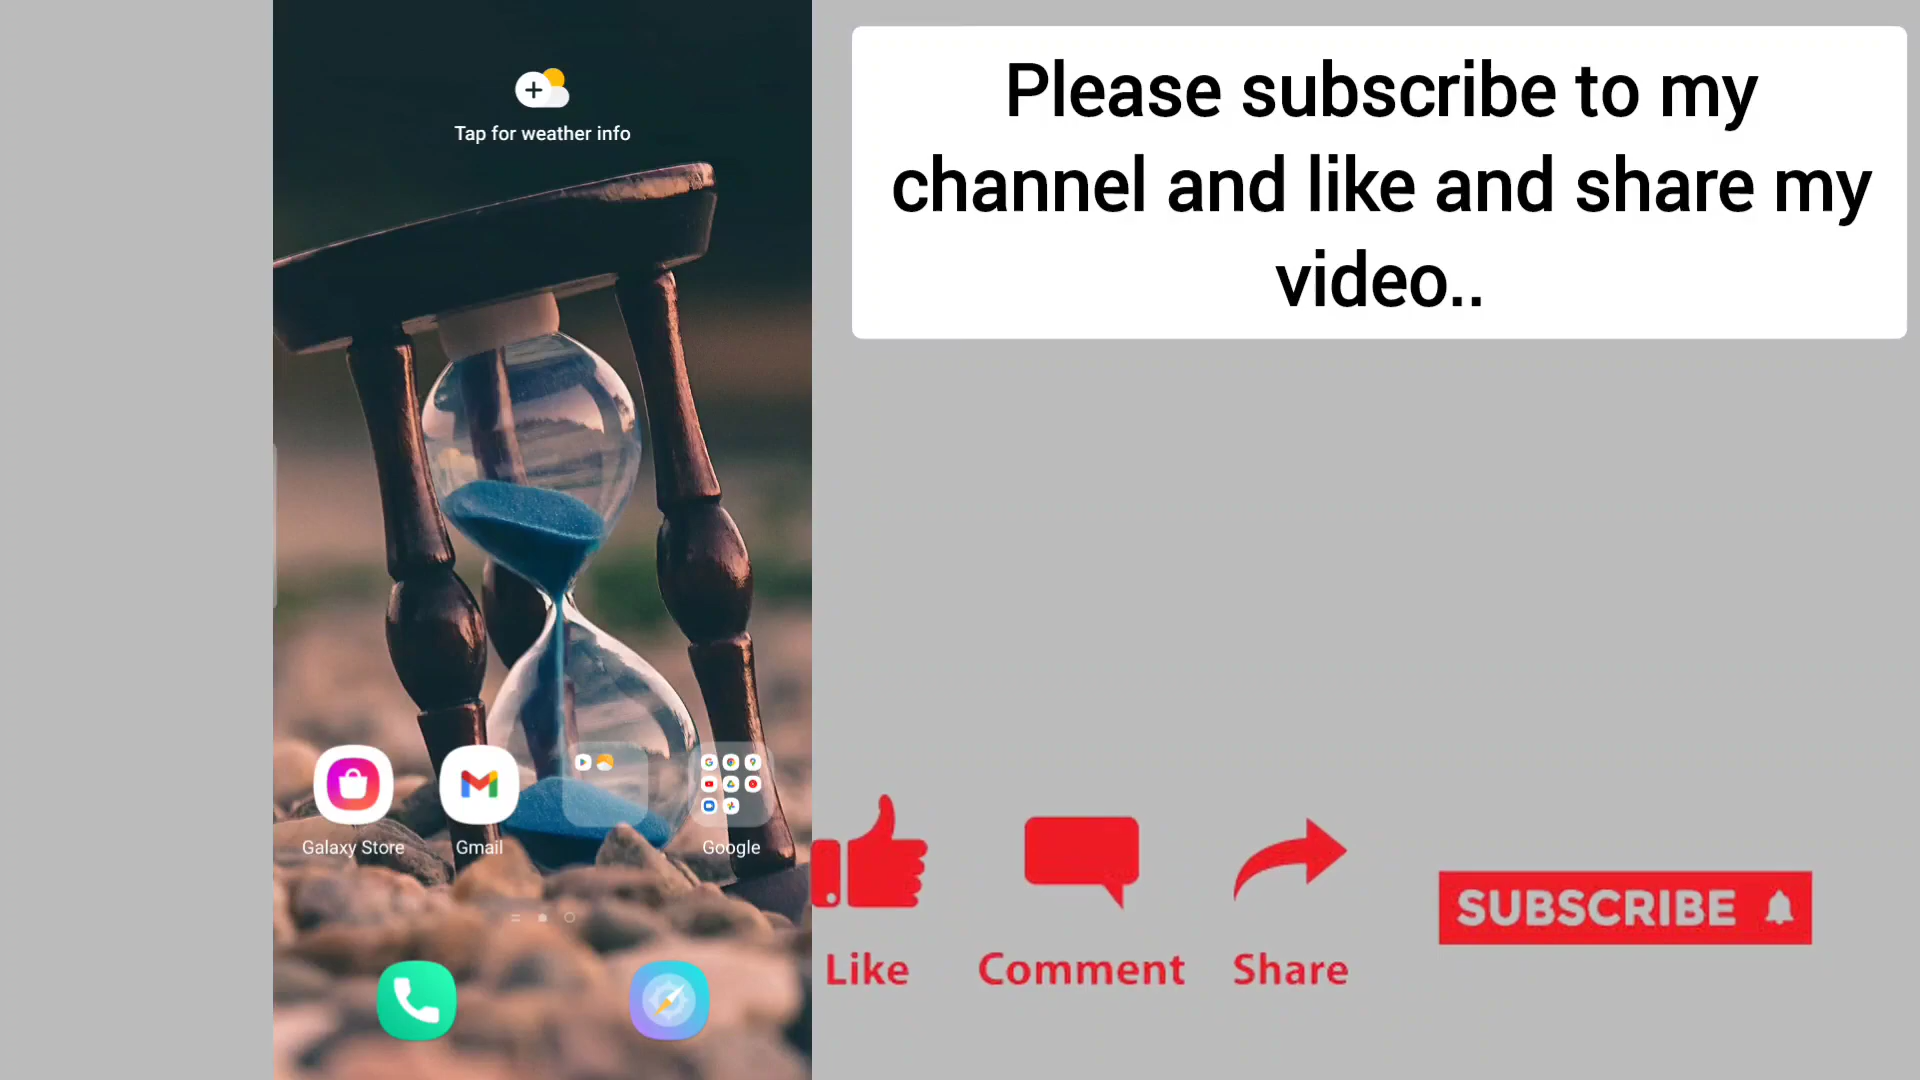 Tap for weather info
Please subscribe to my
channel and like and share my
video..
Galaxy Store
Gmail
Google
Like
Comment
Share
SUBSCRIBE